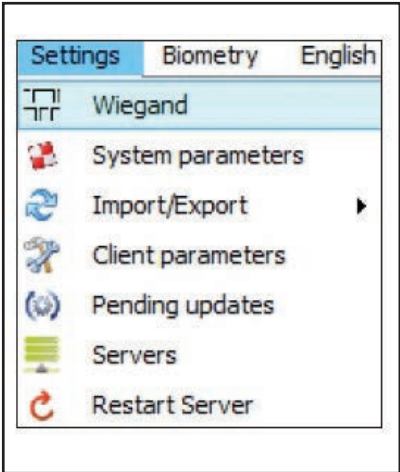 Settings Biometry English
Wiegand
System parameters
Import/Export
Client parameters
Pending updates
Servers
Restart Server